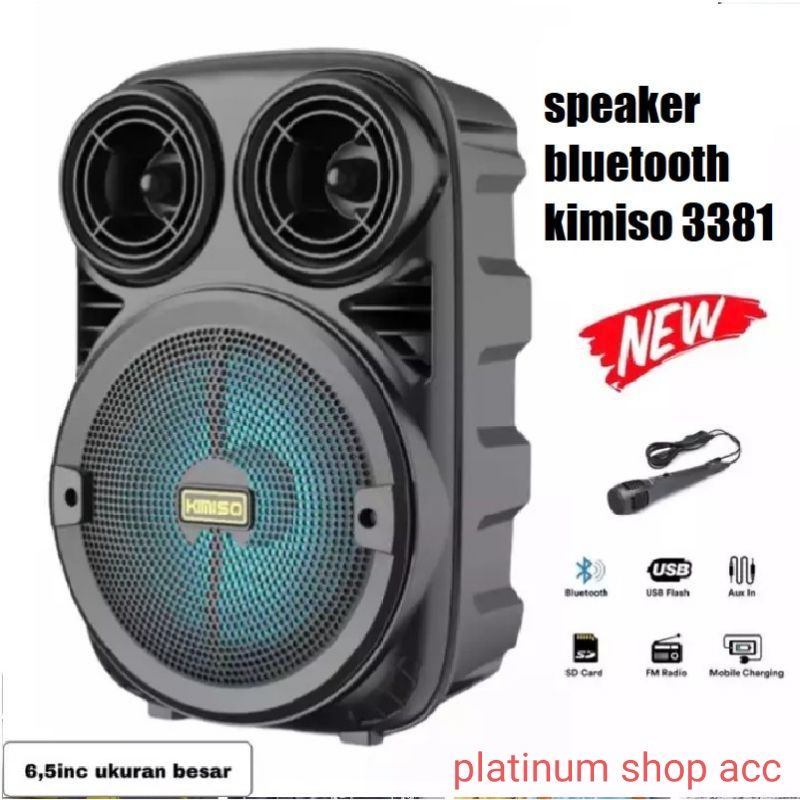 speaker
bluetooth
kimiso 3381
NEW
KIMISO
Bluetooth
USB
USB Flash
Aux In
SD
SD Card
FM Radio
Mobile Charging
6,5inc ukuran besar
platinum shop acc